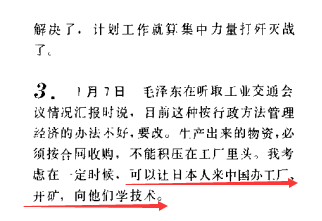 解决了，计划工作就算集中力量打歼灭战
了。
3. 1月7日　毛泽东在听取工业交通会
议情况汇报时说，目前这种按行政方法管理
经济的办法不好，要改。生产出来的物资，必
须按合同收购，不能积压在工厂里头。我考
虑在一定时候，可以让日本人来中国办工厂、
开矿，向他们学技术。